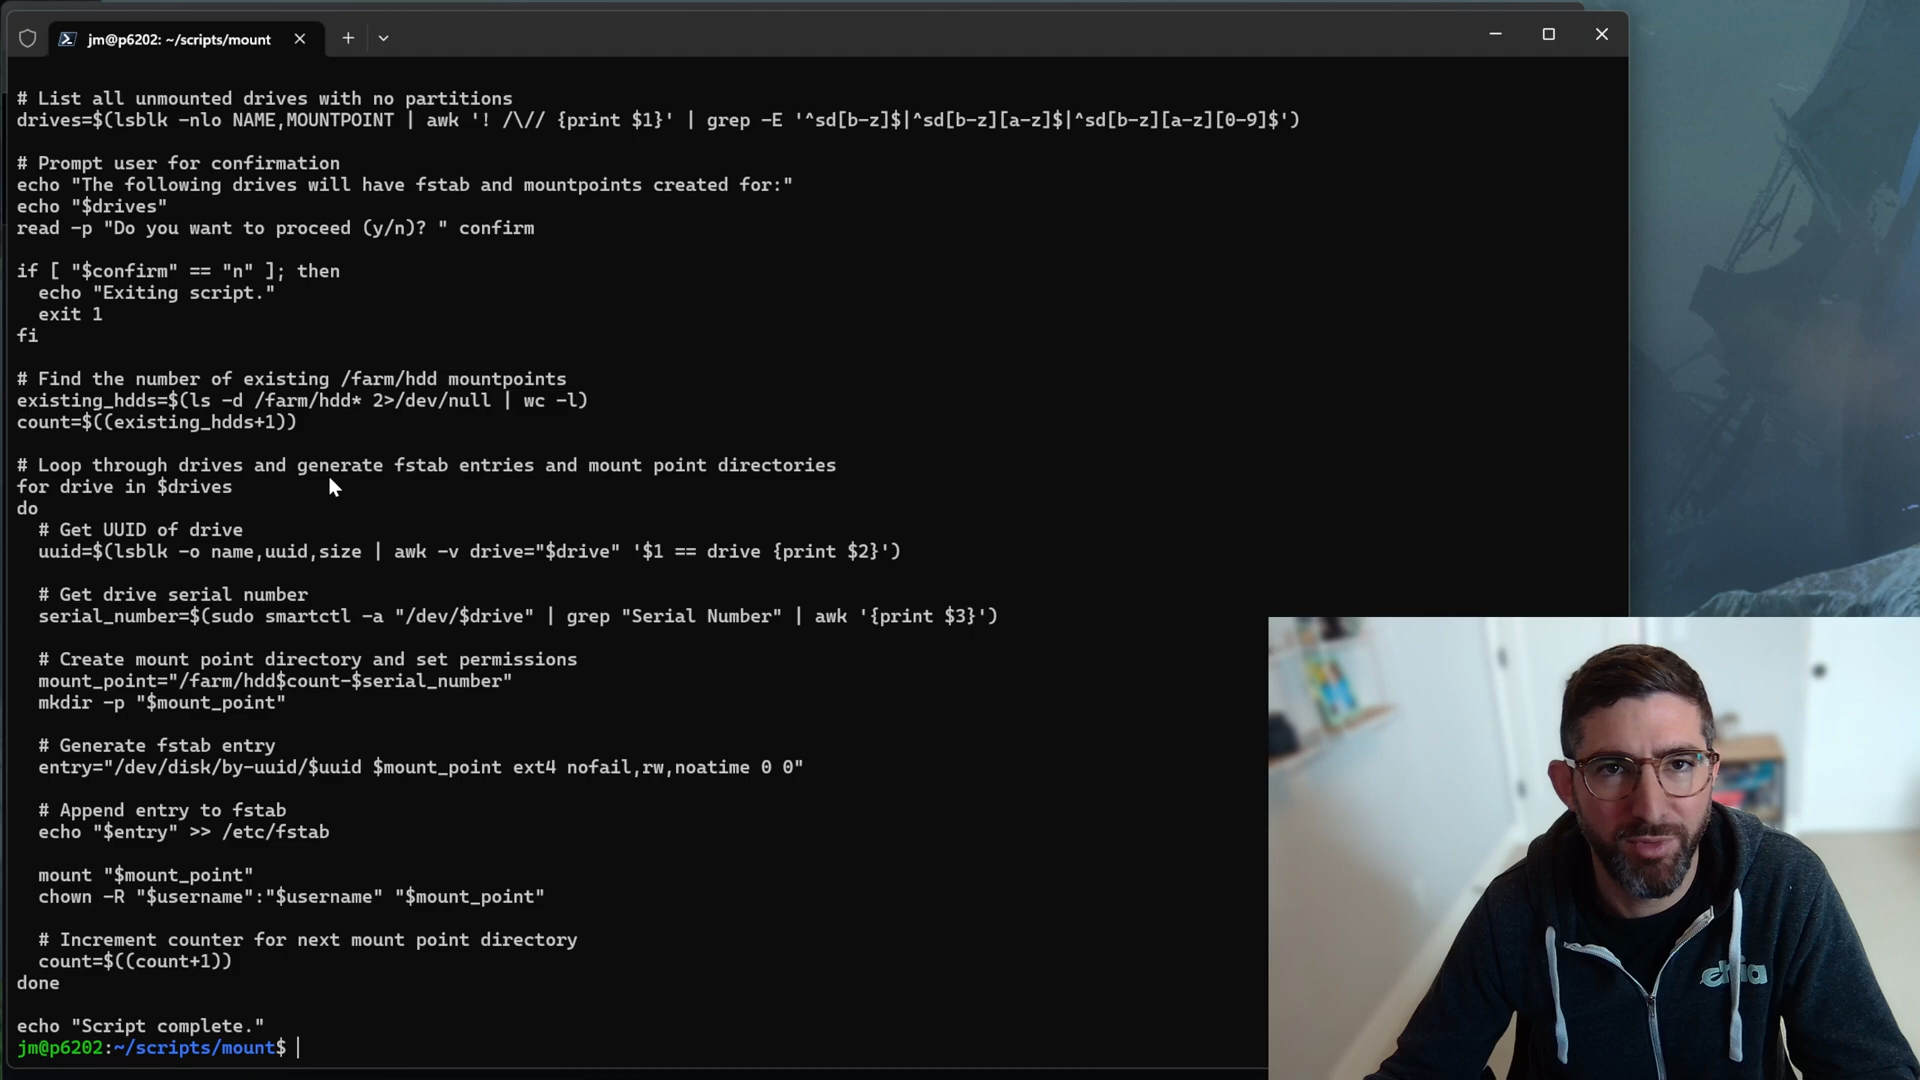 jm@p6202: ~/scripts/mount
# List all unmounted drives with no partitions
drives=$(lsblk -nlo NAME,MOUNTPOINT | awk '! /\// {print $1}' | grep -E '^sd[b-z]$|^sd[b-z][a-z]$|^sd[b-z][a-z][0-9]$')
# Prompt user for confirmation
echo "The following drives will have fstab and mountpoints created for:"
echo "$drives"
read -p "Do you want to proceed (y/n)? " confirm
if [ "$confirm" == "n" ]; then
  echo "Exiting script."
  exit 1
fi
# Find the number of existing /farm/hdd mountpoints
existing_hdds=$(ls -d /farm/hdd* 2>/dev/null | wc -l)
count=$((existing_hdds+1))
# Loop through drives and generate fstab entries and mount point directories
for drive in $drives
do
  # Get UUID of drive
  uuid=$(lsblk -o name,uuid,size | awk -v drive="$drive" '$1 == drive {print $2}')
  # Get drive serial number
  serial_number=$(sudo smartctl -a "/dev/$drive" | grep "Serial Number" | awk '{print $3}')
  # Create mount point directory and set permissions
  mount_point="/farm/hdd$count-$serial_number"
  mkdir -p "$mount_point"
  # Generate fstab entry
  entry="/dev/disk/by-uuid/$uuid $mount_point ext4 nofail,rw,noatime 0 0"
  # Append entry to fstab
  echo "$entry" >> /etc/fstab
  mount "$mount_point"
  chown -R "$username":"$username" "$mount_point"
  # Increment counter for next mount point directory
  count=$((count+1))
done
echo "Script complete."
jm@p6202:~/scripts/mount$
chia